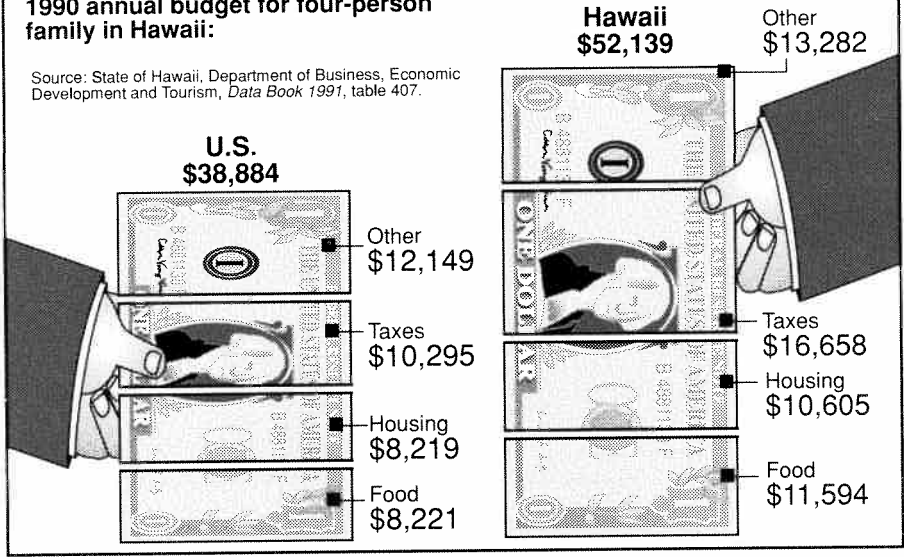 1990 annual budget for four-person
family in Hawaii:
Source: State of Hawaii, Department of Business, Economic
Development and Tourism, Data Book 1991, table 407.
U.S.
$38,884
Other
$12,149
Taxes
$10,295
Housing
$8,219
Food
$8,221
Hawaii
$52,139
Other
$13,282
Taxes
$16,658
Housing
$10,605
Food
$11,594
ONE DOLLAR